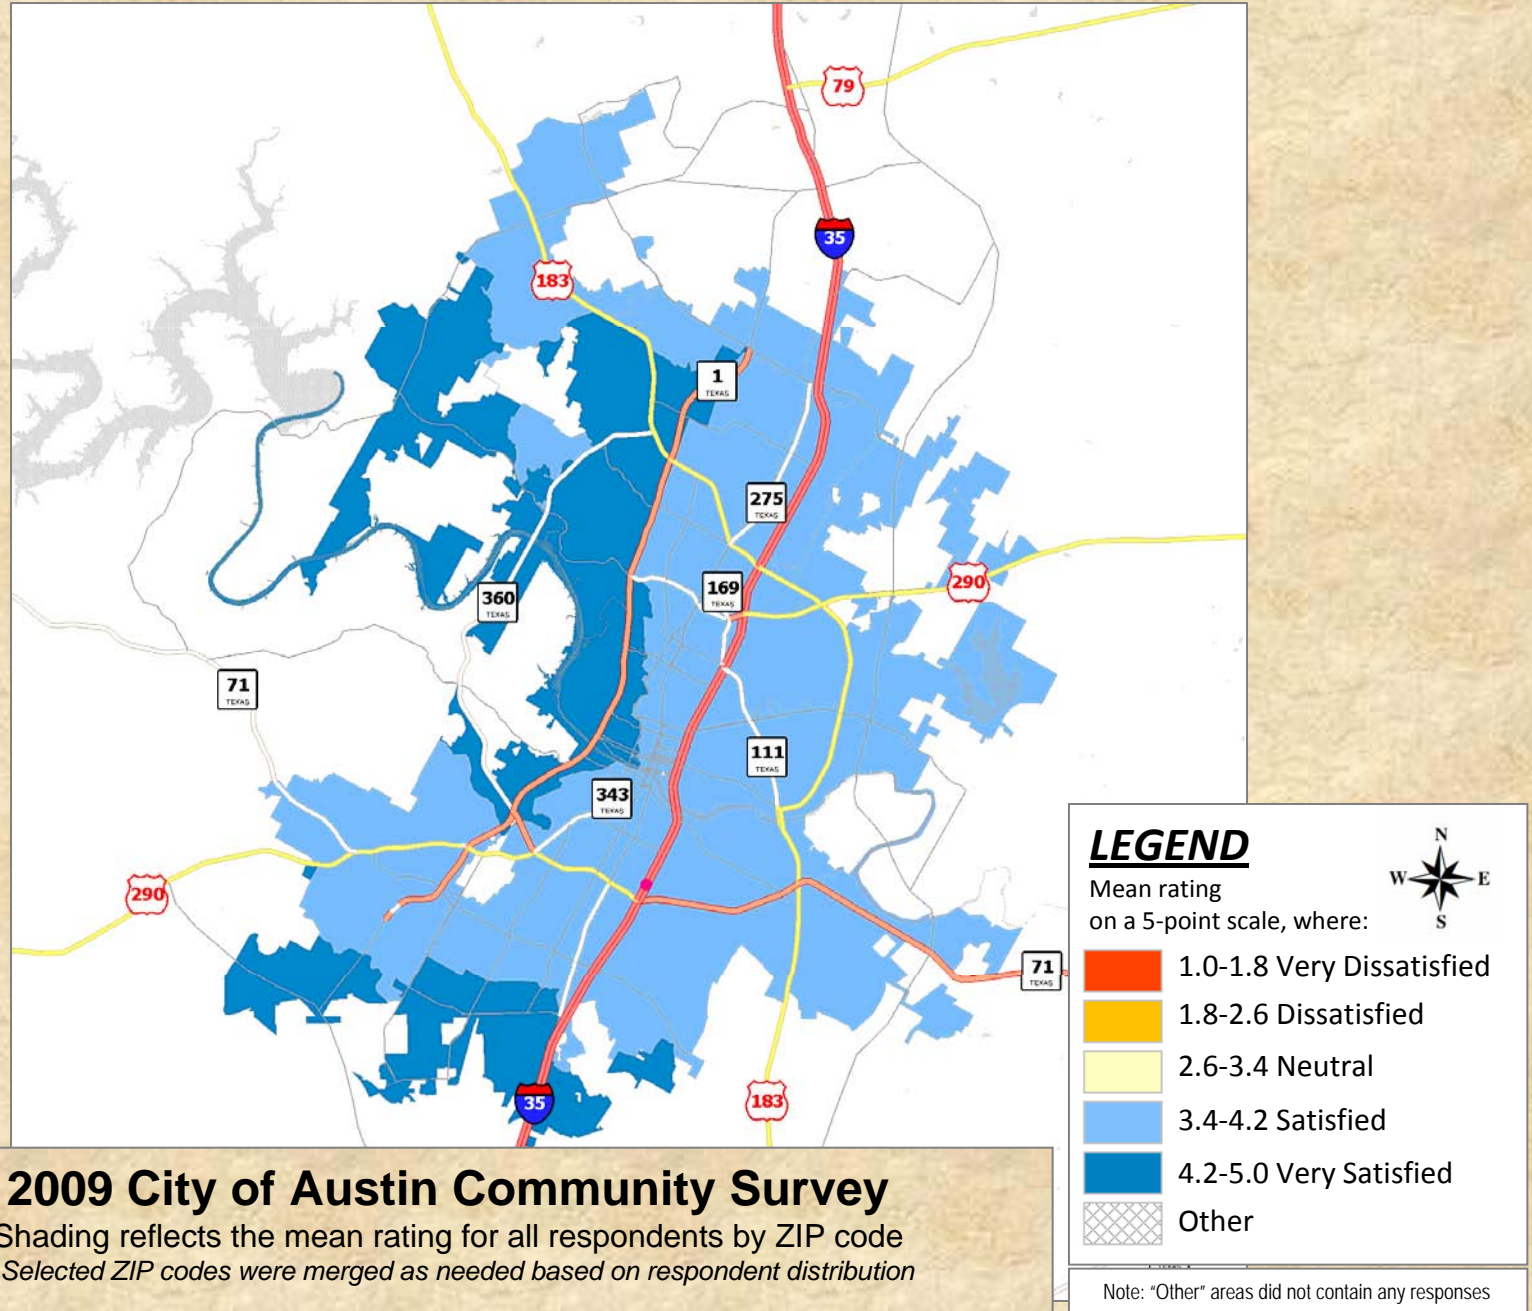 79
35
183
1
TEXAS
275
TEXAS
169
TEXAS
290
360
TEXAS
71
TEXAS
111
TEXAS
343
TEXAS
290
71
TEXAS
35
183
LEGEND
Mean rating
on a 5-point scale, where:
N
W E
S
1.0-1.8 Very Dissatisfied
1.8-2.6 Dissatisfied
2.6-3.4 Neutral
3.4-4.2 Satisfied
4.2-5.0 Very Satisfied
Other
Note: “Other” areas did not contain any responses
2009 City of Austin Community Survey
Shading reflects the mean rating for all respondents by ZIP code
Selected ZIP codes were merged as needed based on respondent distribution